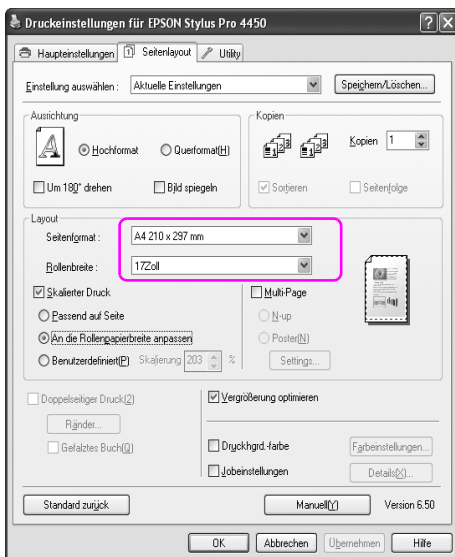 Druckeinstellungen für EPSON Stylus Pro 4450
Haupteinstellungen Seitenlayout Utility
Einstellung auswählen : Aktuelle Einstellungen Speichern/Löschen...
Ausrichtung
Hochformat Querformat(H)
Um 180° drehen Bild spiegeln
Kopien
Kopien 1
Sortieren Seitenfolge
Layout
Seitenformat : A4 210 x 297 mm
Rollenbreite : 17Zoll
Skalierter Druck
Passend auf Seite
An die Rollenpapierbreite anpassen
Benutzerdefiniert(P) Skalierung 203 %
Multi-Page
N-up
Poster(N)
Settings...
Doppelseitiger Druck(2)
Ränder...
Gefalztes Buch(Q)
Vergrößerung optimieren
Druckhgrd.-farbe Farbeinstellungen...
Jobeinstellungen Details(X)...
Standard zurück Manuell(Y) Version 6.50
OK Abbrechen Übernehmen Hilfe